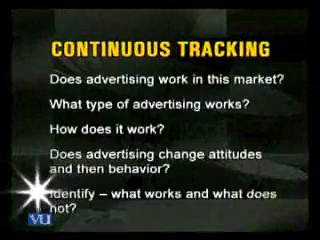 CONTINUOUS TRACKING
Does advertising work in this market?
What type of advertising works?
How does it work?
Does advertising change attitudes
and then behavior?
Identify – what works and what does
not?
VU